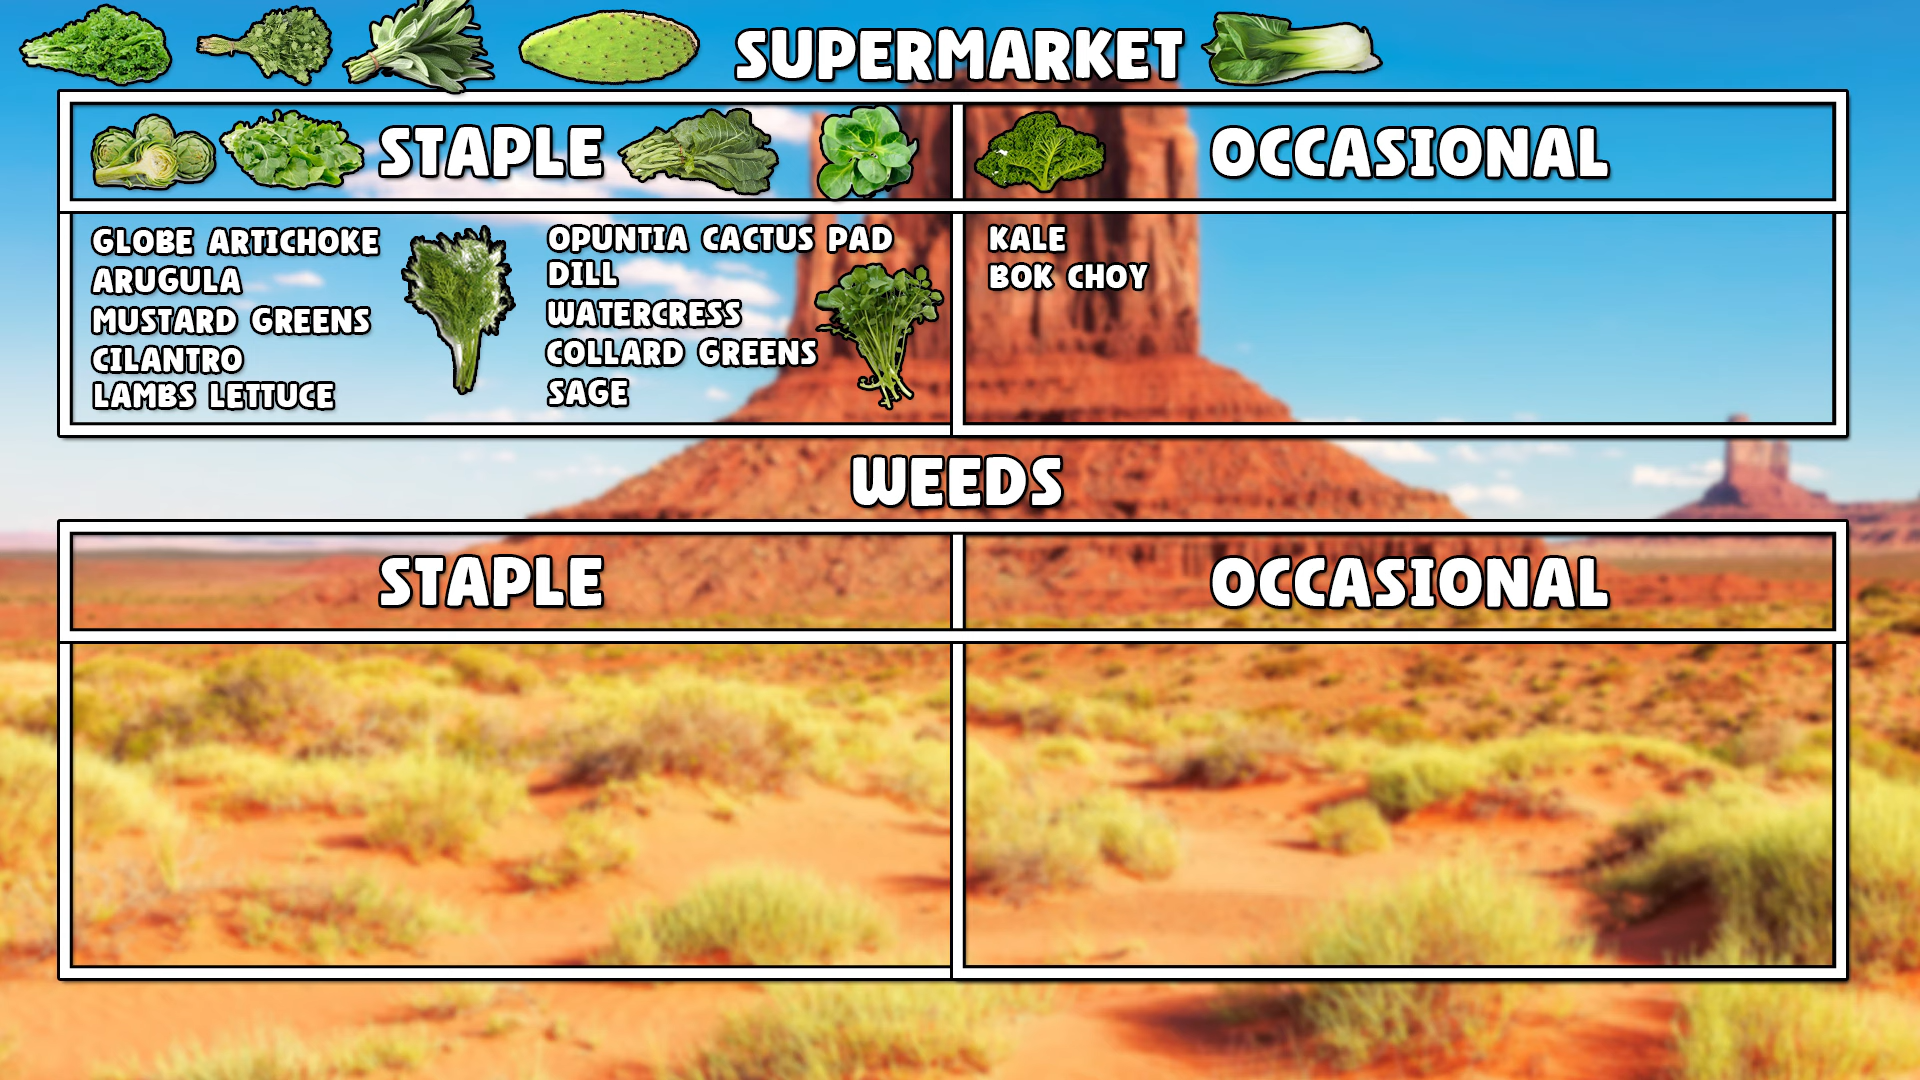 SUPERMARKET
STAPLE
OCCASIONAL
GLOBE ARTICHOKE
ARUGULA
MUSTARD GREENS
CILANTRO
LAMBS LETTUCE
OPUNTIA CACTUS PAD
DILL
WATERCRESS
COLLARD GREENS
SAGE
KALE
BOK CHOY
WEEDS
STAPLE
OCCASIONAL